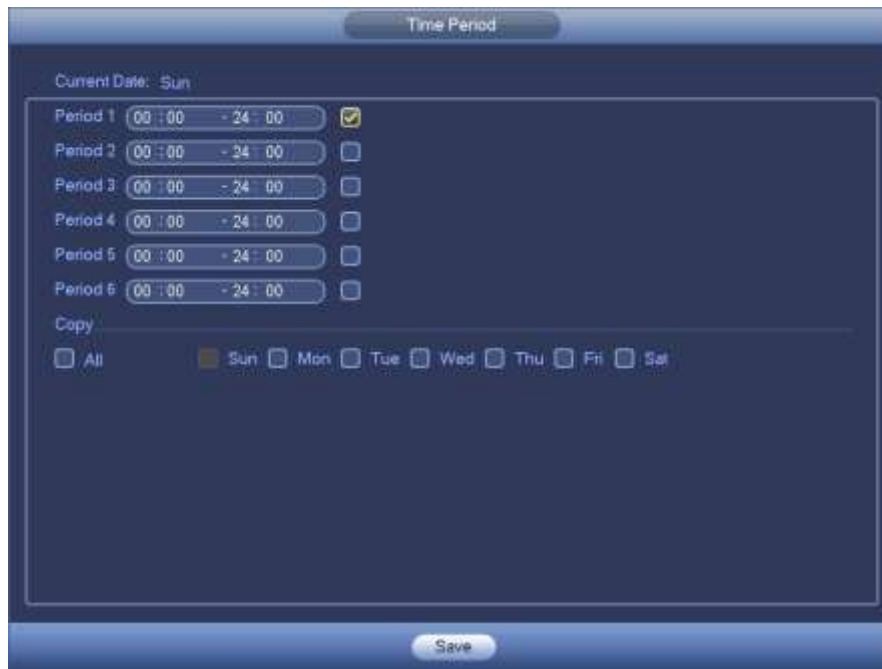 Time Period
Current Date: Sun
Period 1 00 : 00 - 24 : 00
Period 2 00 : 00 - 24 : 00
Period 3 00 : 00 - 24 : 00
Period 4 00 : 00 - 24 : 00
Period 5 00 : 00 - 24 : 00
Period 6 00 : 00 - 24 : 00
Copy
All Sun Mon Tue Wed Thu Fri Sat
Save